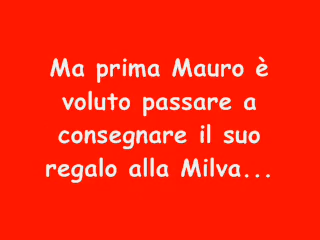 Ma prima Mauro è
voluto passare a
consegnare il suo
regalo alla Milva...